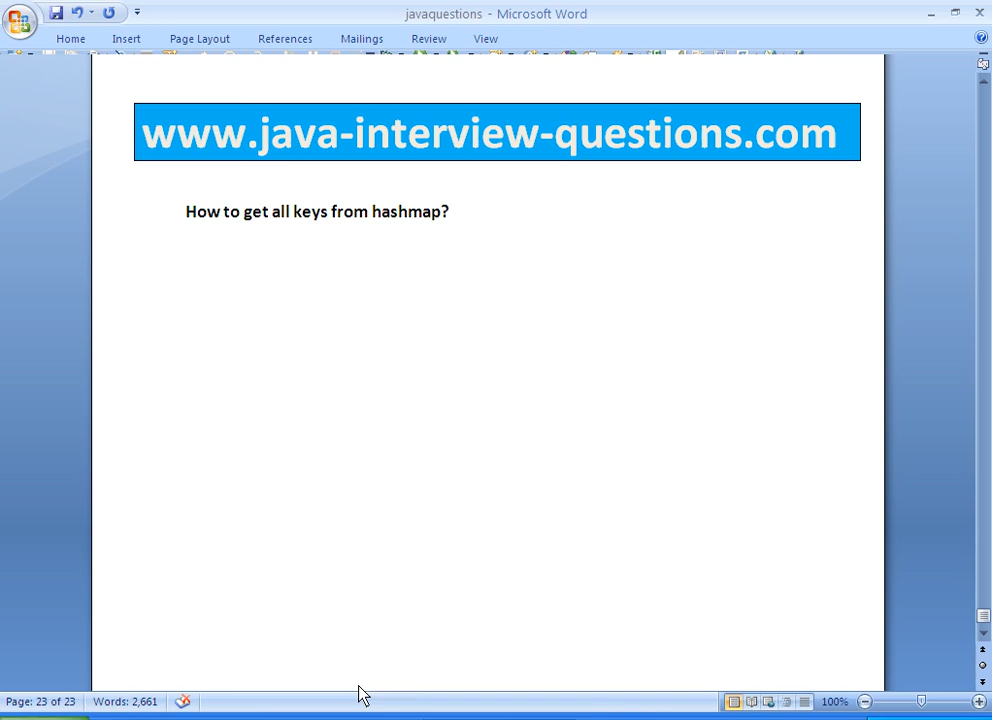 javaquestions - Microsoft Word
Home Insert Page Layout References Mailings Review View
www.java-interview-questions.com
How to get all keys from hashmap?
Page: 23 of 23 Words: 2,661 100%